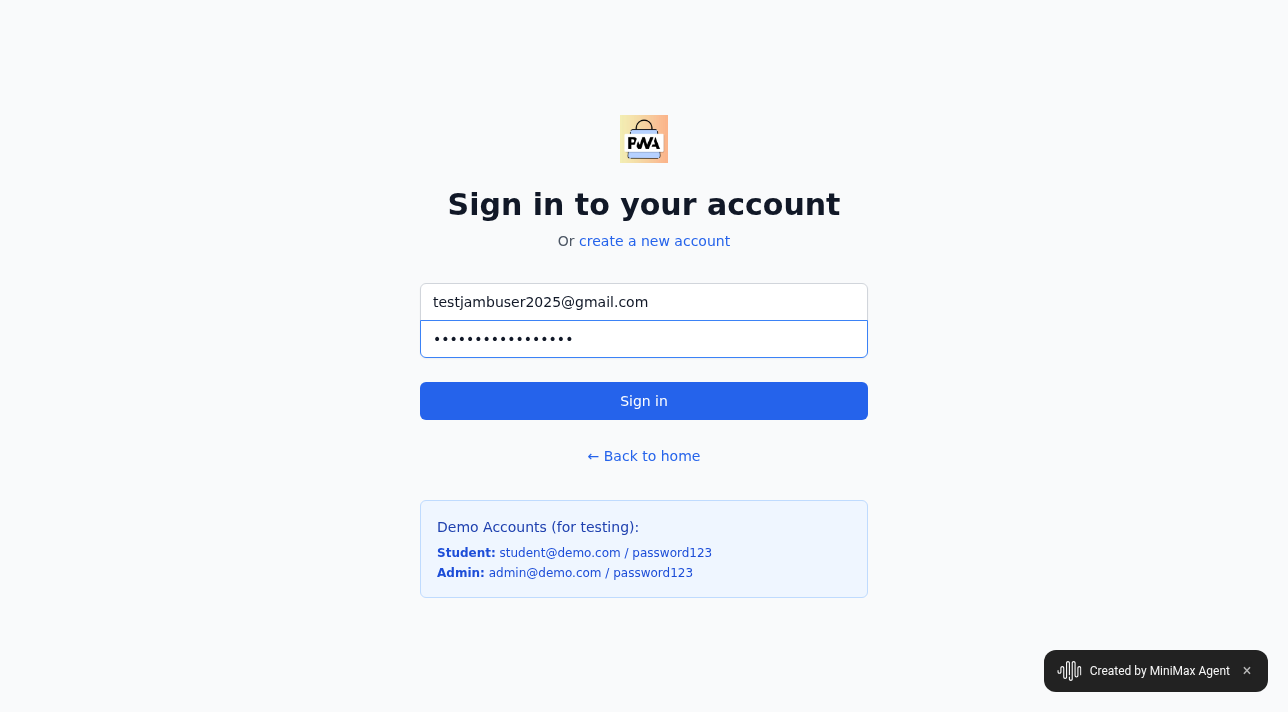 PWA
Sign in to your account
Or create a new account
testjambuser2025@gmail.com
•••••••••••••••••
Sign in
← Back to home
Demo Accounts (for testing):
Student: student@demo.com / password123
Admin: admin@demo.com / password123
Created by MiniMax Agent ×